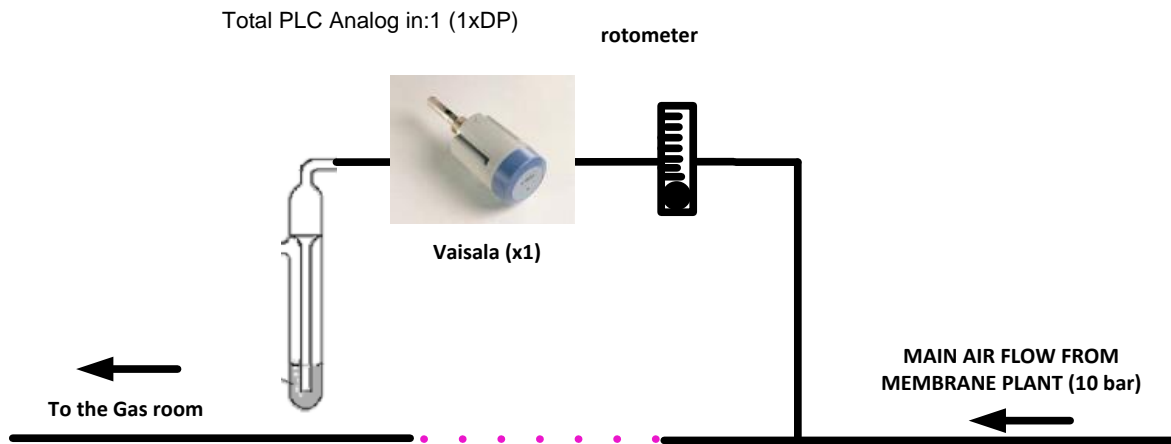 Total PLC Analog in:1 (1xDP)
rotometer
Vaisala (x1)
MAIN AIR FLOW FROM
MEMBRANE PLANT (10 bar)
To the Gas room